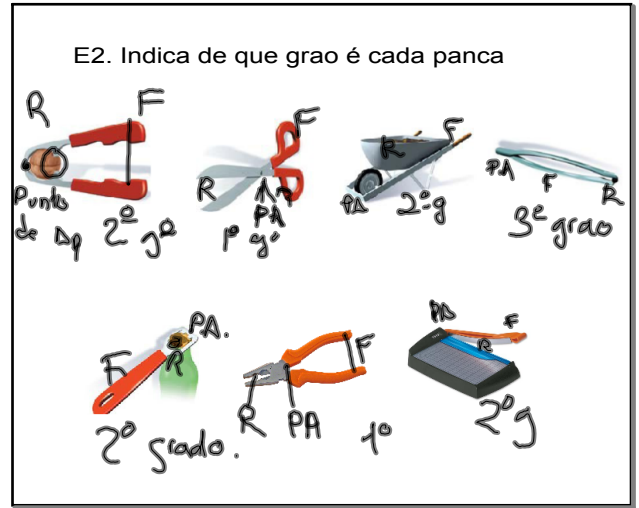 E2. Indica de que grao é cada panca
R F
Punto
de Ap 2º gº
F
R
PA
1º gº
R F
PA 2º g
PA F R
3º grao
PA.
F R
2º grado.
F
R PA 1º
PA F
R
2º g